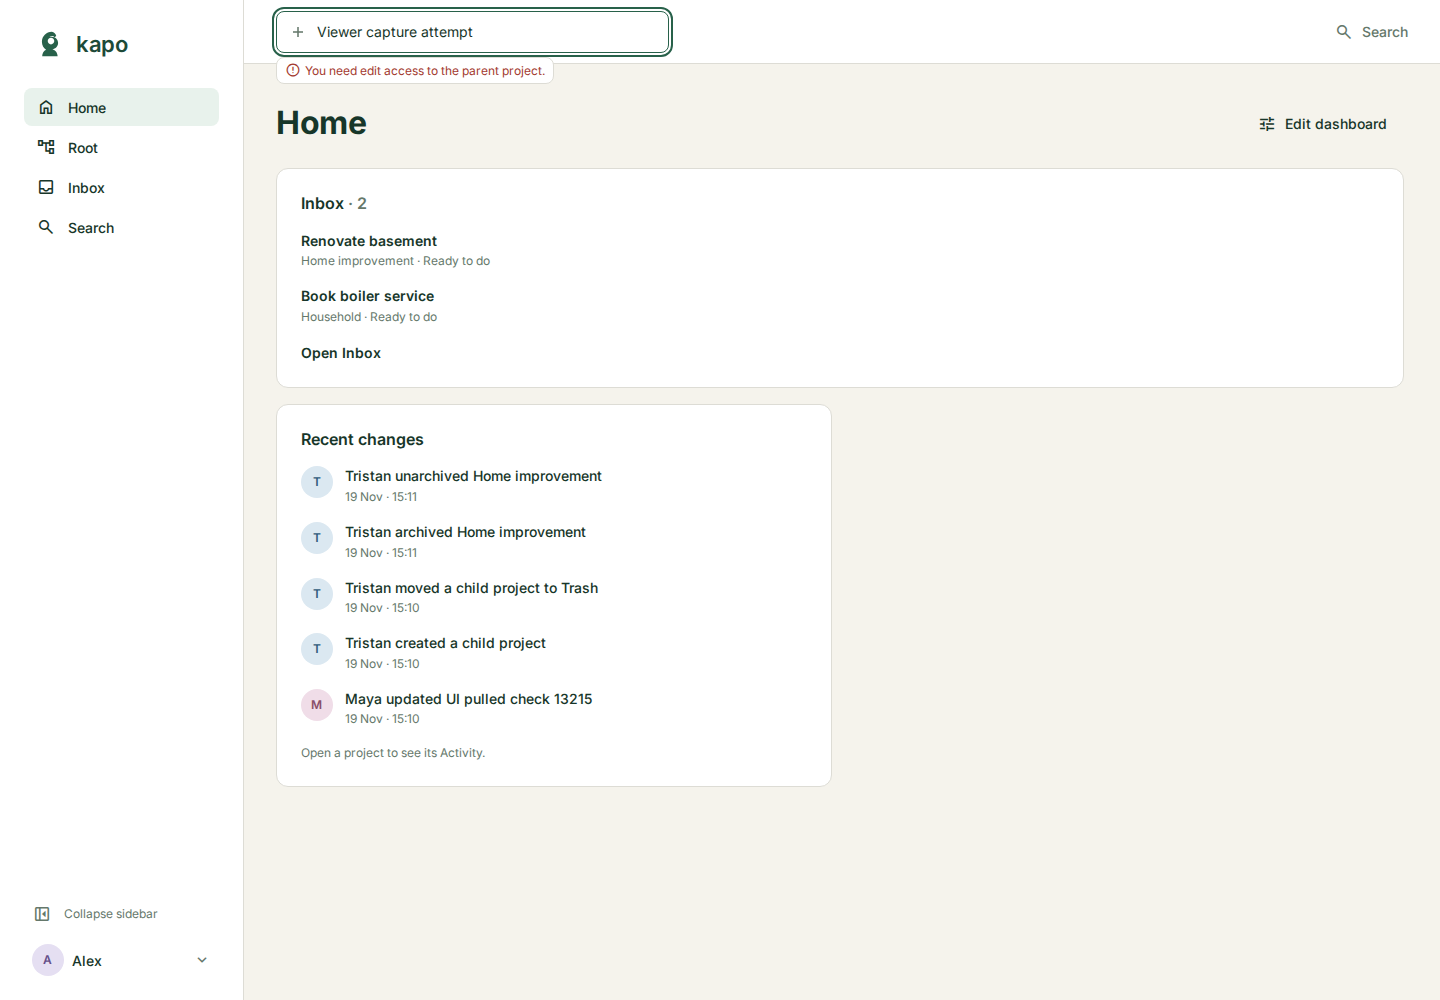 kapo
Home
Root
Inbox
Search
Collapse sidebar
A
Alex
Viewer capture attempt
Search
You need edit access to the parent project.
Home
Edit dashboard
Inbox · 2
Renovate basement
Home improvement · Ready to do
Book boiler service
Household · Ready to do
Open Inbox
Recent changes
T
Tristan unarchived Home improvement
19 Nov · 15:11
T
Tristan archived Home improvement
19 Nov · 15:11
T
Tristan moved a child project to Trash
19 Nov · 15:10
T
Tristan created a child project
19 Nov · 15:10
M
Maya updated UI pulled check 13215
19 Nov · 15:10
Open a project to see its Activity.